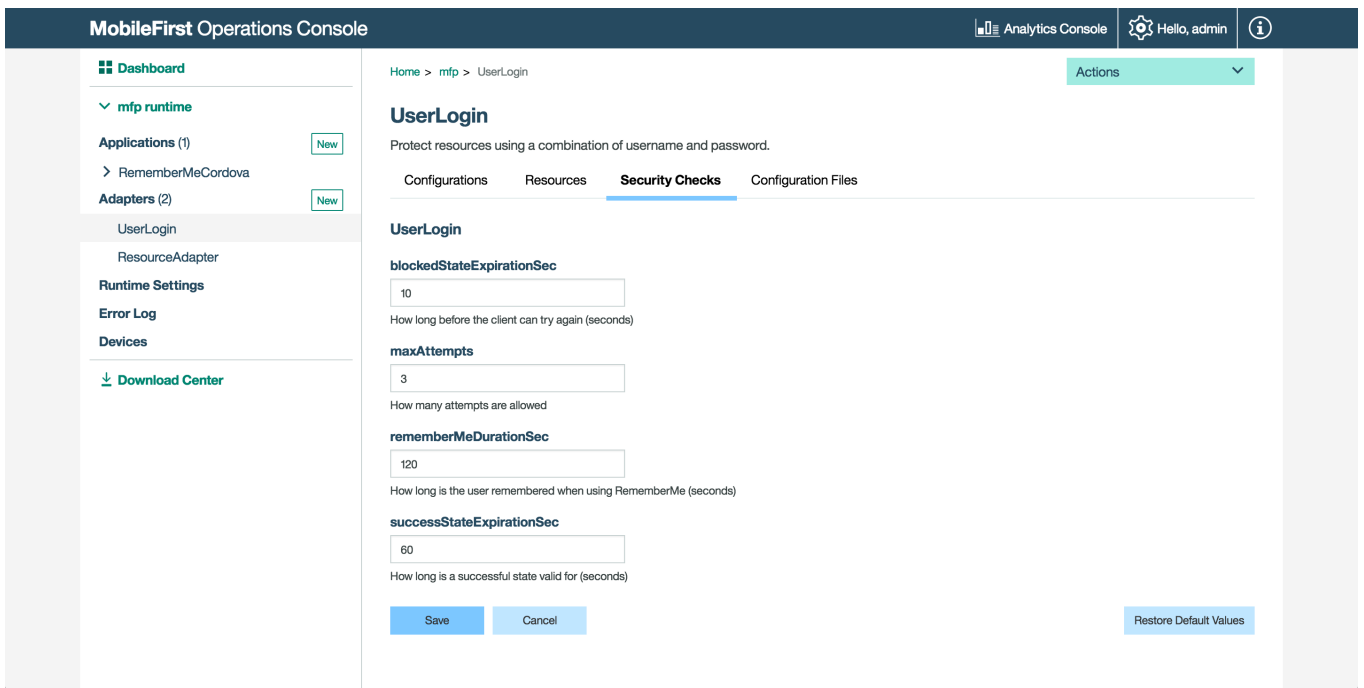 MobileFirst Operations Console
Analytics Console
Hello, admin
Dashboard
mfp runtime
Applications (1)
New
RememberMeCordova
Adapters (2)
New
UserLogin
ResourceAdapter
Runtime Settings
Error Log
Devices
Download Center
Home > mfp > UserLogin
Actions
UserLogin
Protect resources using a combination of username and password.
Configurations Resources Security Checks Configuration Files
UserLogin
blockedStateExpirationSec
10
How long before the client can try again (seconds)
maxAttempts
3
How many attempts are allowed
rememberMeDurationSec
120
How long is the user remembered when using RememberMe (seconds)
successStateExpirationSec
60
How long is a successful state valid for (seconds)
Save Cancel Restore Default Values